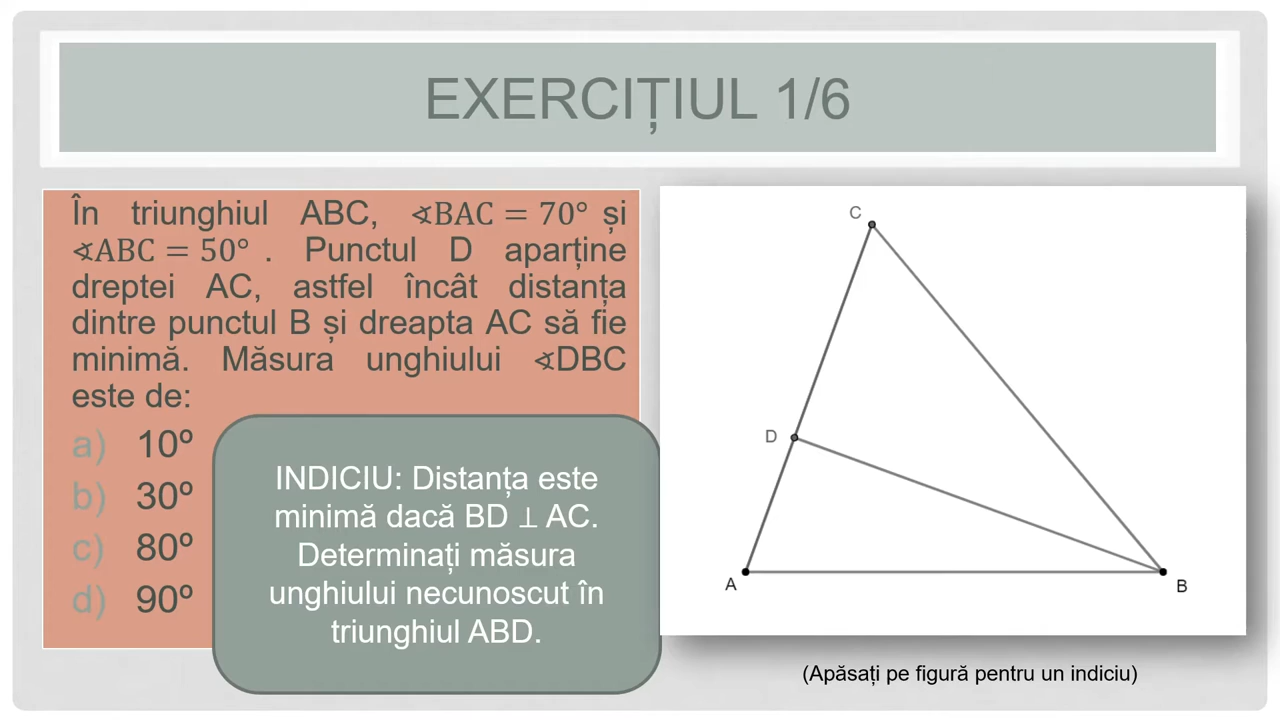 EXERCIȚIUL 1/6
În triunghiul ABC, ∢BAC = 70° și
∢ABC = 50° . Punctul D aparține
dreptei AC, astfel încât distanța
dintre punctul B și dreapta AC să fie
minimă. Măsura unghiului ∢DBC
este de:
a) 10º
b) 30º
c) 80º
d) 90º
INDICIU: Distanța este
minimă dacă BD ⊥ AC.
Determinați măsura
unghiului necunoscut în
triunghiul ABD.
C
D
A
B
(Apăsați pe figură pentru un indiciu)